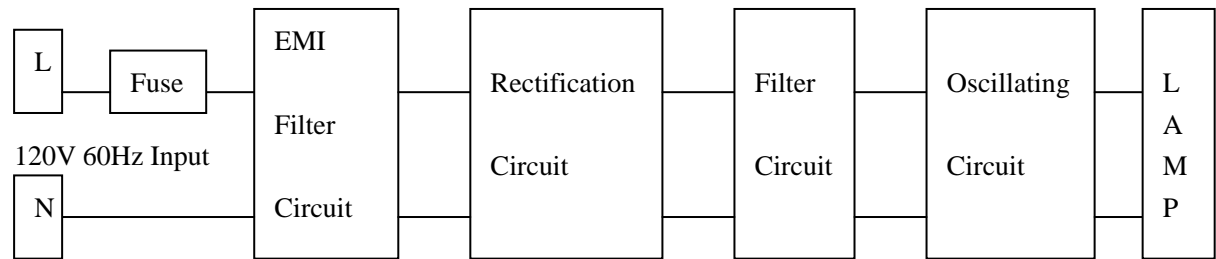 L
Fuse
120V 60Hz Input
N
EMI
Filter
Circuit
Rectification
Circuit
Filter
Circuit
Oscillating
Circuit
L
A
M
P